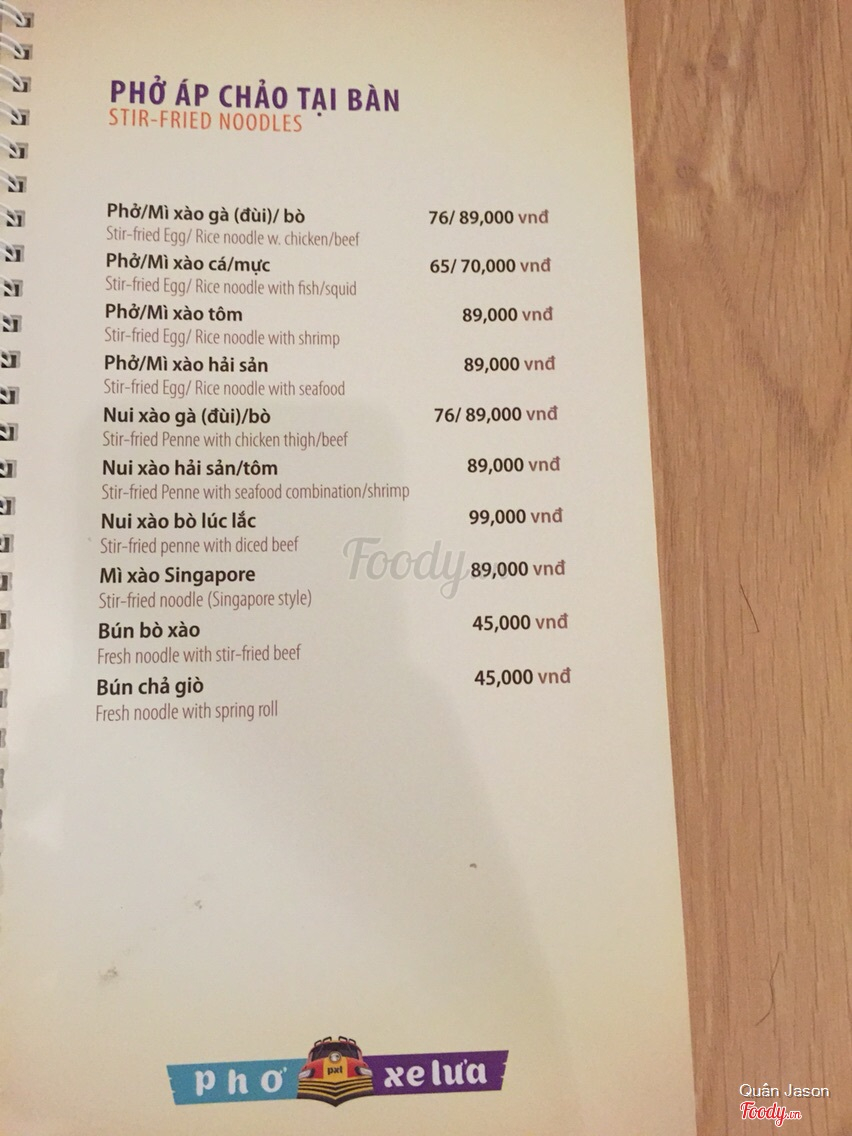 PHỞ ÁP CHẢO TẠI BÀN
STIR-FRIED NOODLES
Phở/Mì xào gà (đùi)/ bò 76/ 89,000 vnđ
Stir-fried Egg/ Rice noodle w. chicken/beef
Phở/Mì xào cá/mực 65/ 70,000 vnđ
Stir-fried Egg/ Rice noodle with fish/squid
Phở/Mì xào tôm 89,000 vnđ
Stir-fried Egg/ Rice noodle with shrimp
Phở/Mì xào hải sản 89,000 vnđ
Stir-fried Egg/ Rice noodle with seafood
Nui xào gà (đùi)/bò 76/ 89,000 vnđ
Stir-fried Penne with chicken thigh/beef
Nui xào hải sản/tôm 89,000 vnđ
Stir-fried Penne with seafood combination/shrimp
Nui xào bò lúc lắc 99,000 vnđ
Stir-fried penne with diced beef
Foody.vn
Mì xào Singapore 89,000 vnđ
Stir-fried noodle (Singapore style)
Bún bò xào 45,000 vnđ
Fresh noodle with stir-fried beef
Bún chả giò 45,000 vnđ
Fresh noodle with spring roll
phở pxl xe lửa
Quân Jason
Foody.vn